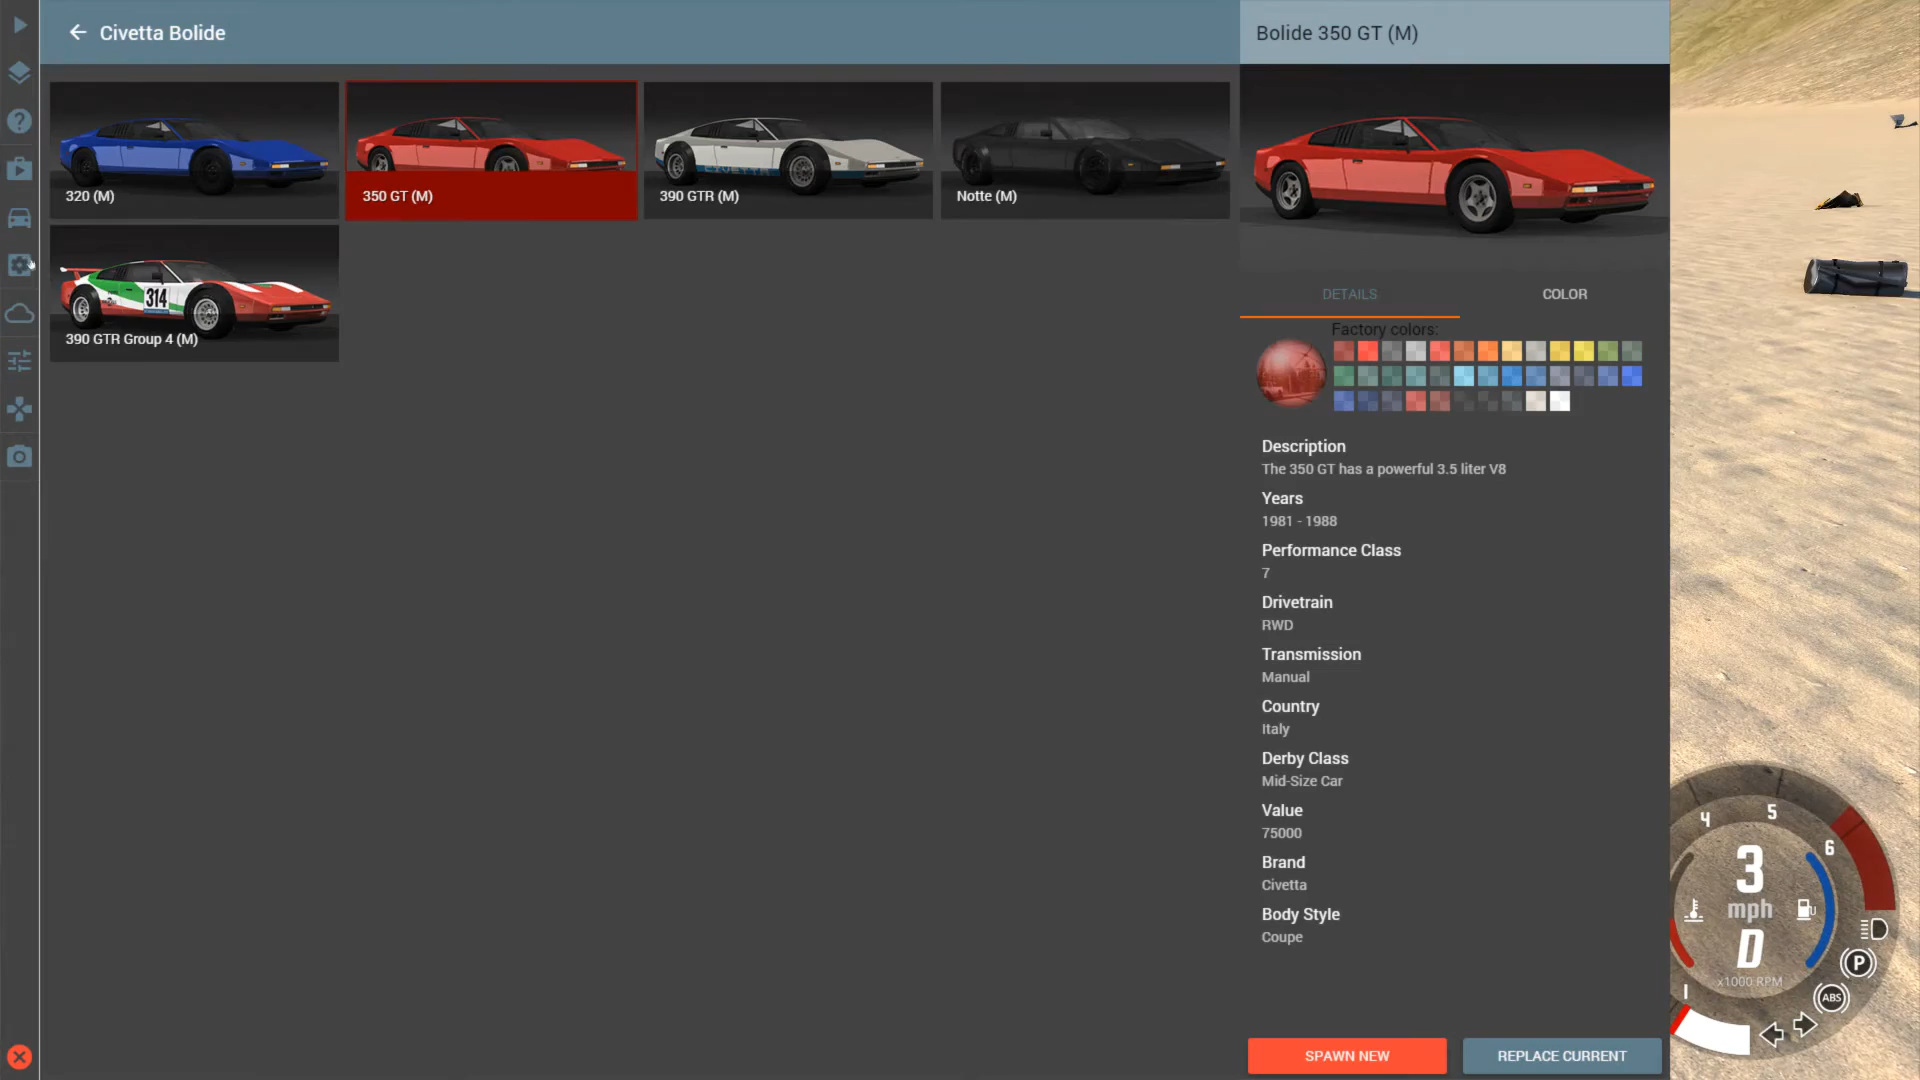 Civetta Bolide
Bolide 350 GT (M)
320 (M)
350 GT (M)
390 GTR (M)
Notte (M)
314
390 GTR Group 4 (M)
DETAILS
COLOR
Factory colors:
Description
The 350 GT has a powerful 3.5 liter V8
Years
1981 - 1988
Performance Class
7
Drivetrain
RWD
Transmission
Manual
Country
Italy
Derby Class
Mid-Size Car
Value
75000
Brand
Civetta
Body Style
Coupe
SPAWN NEW
REPLACE CURRENT
1
4
5
6
3
mph
D
x1000 RPM
P
ABS